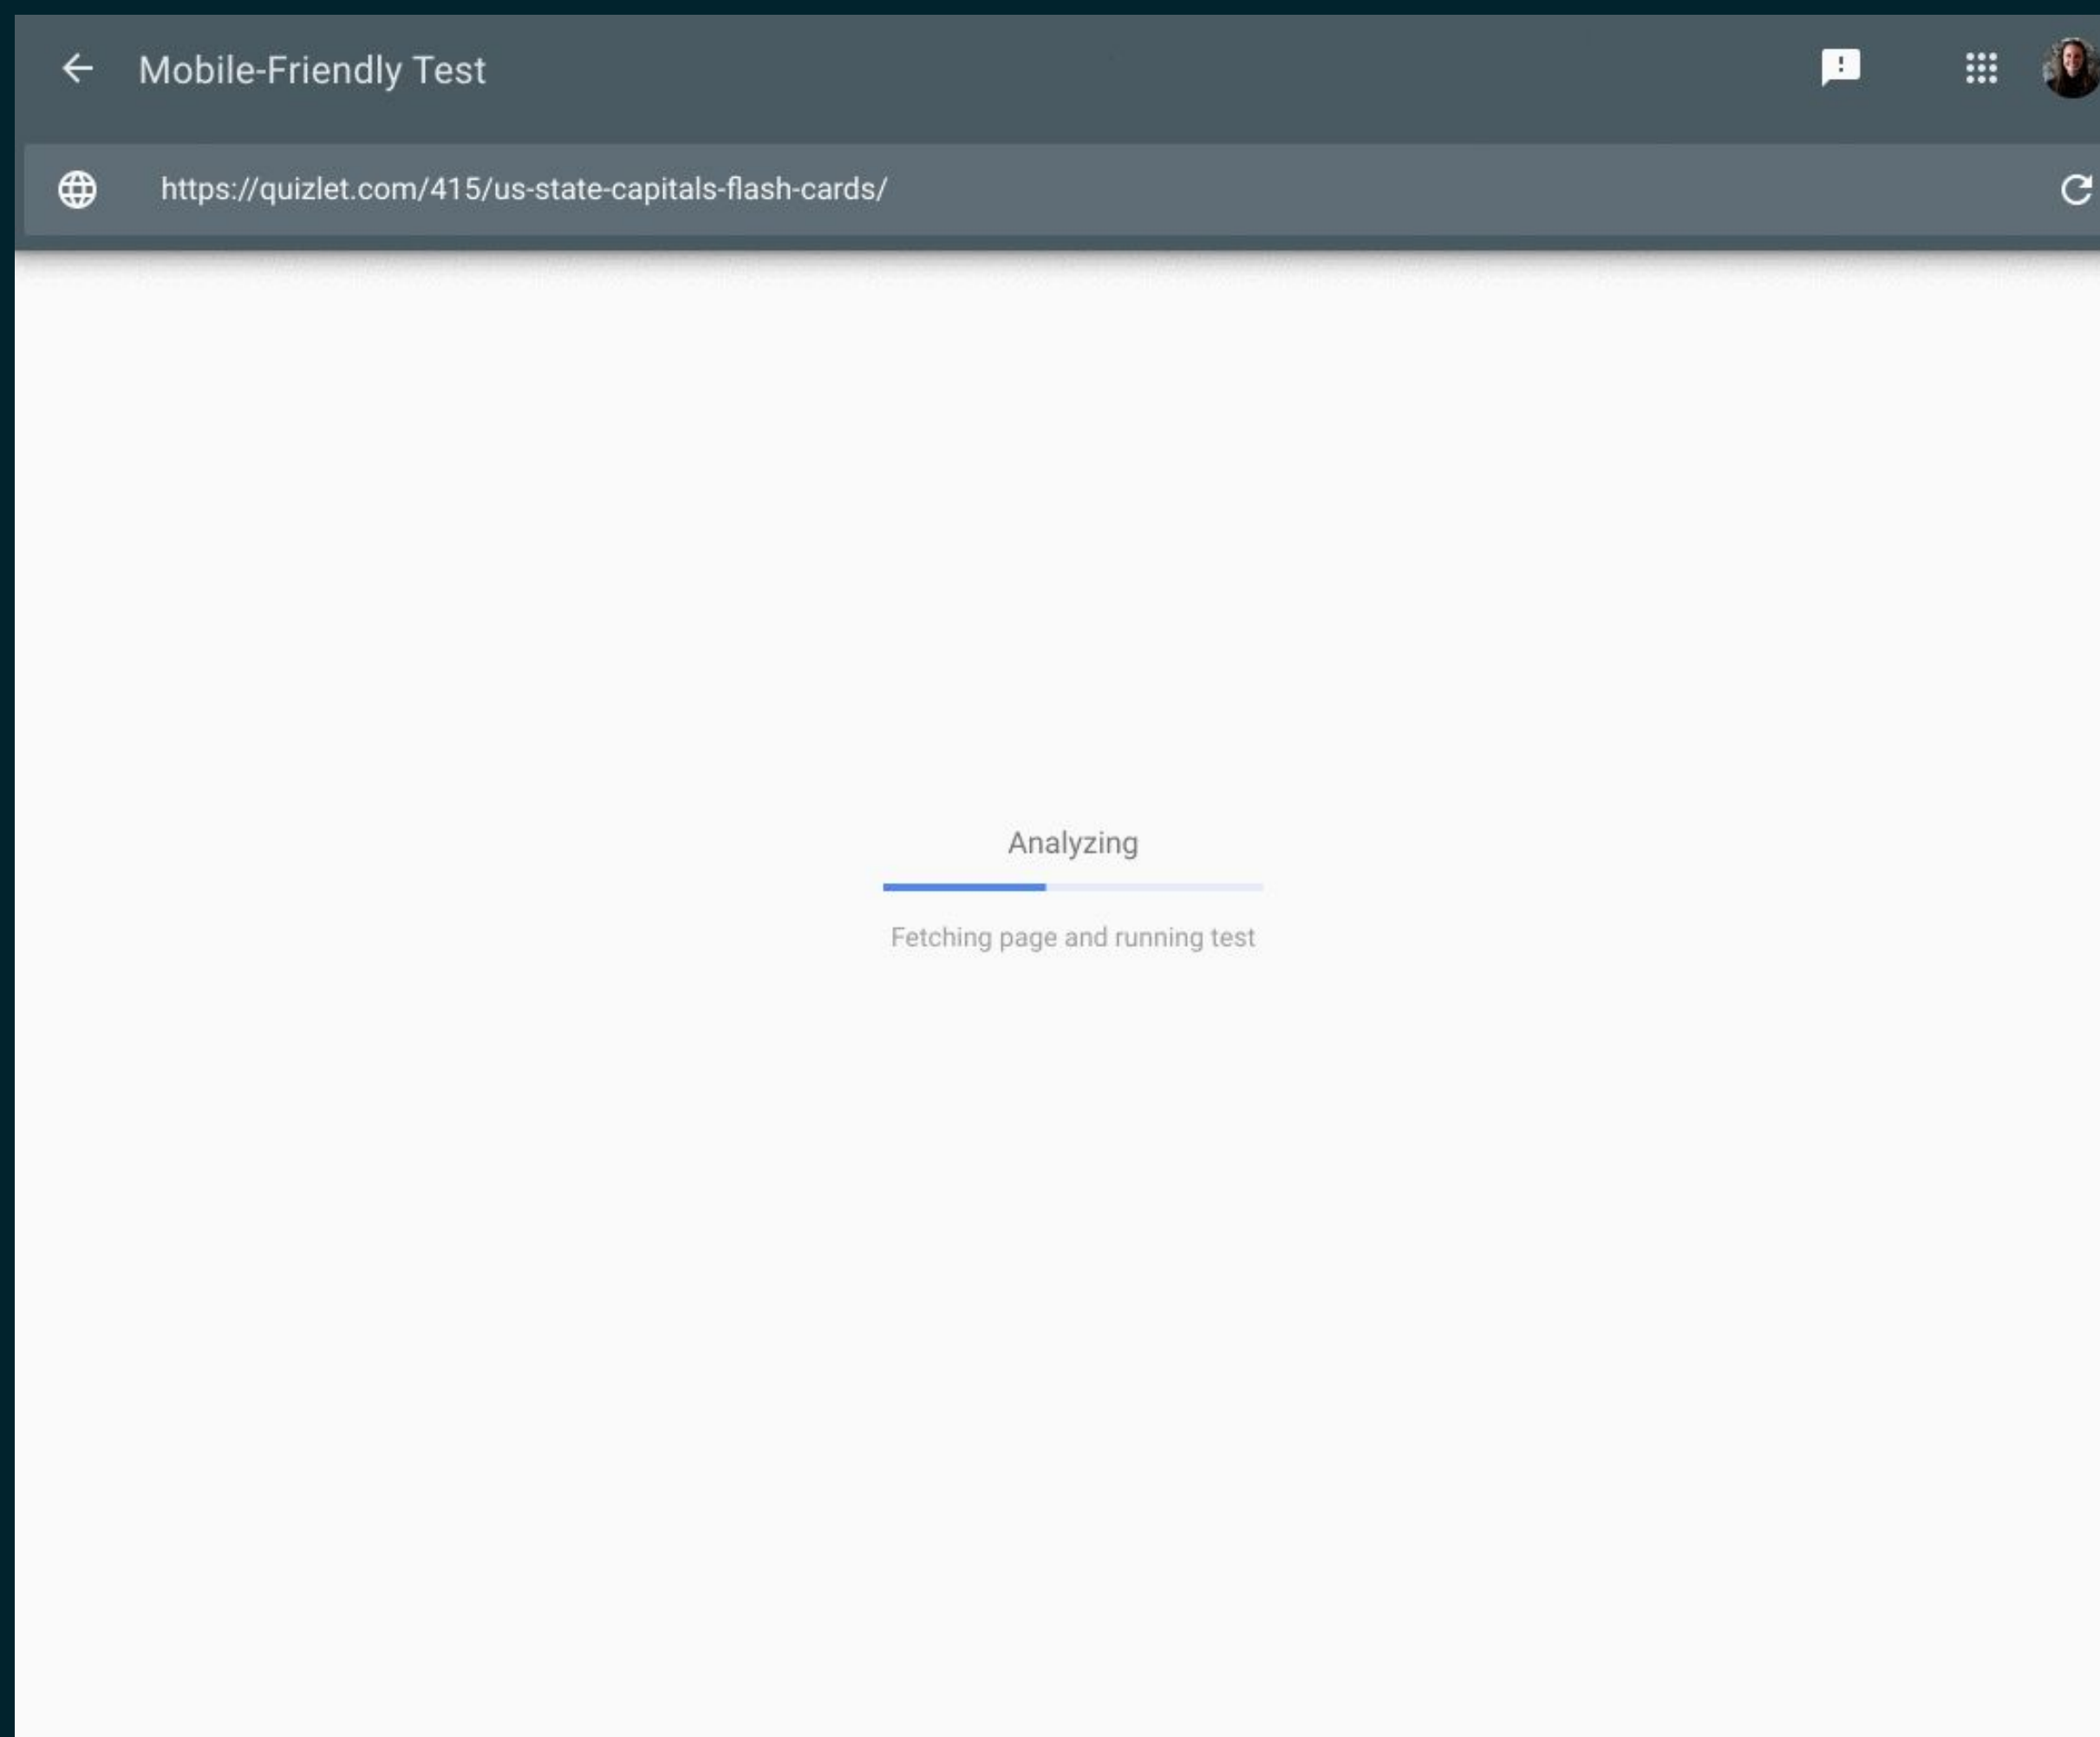 Mobile-Friendly Test
https://quizlet.com/415/us-state-capitals-flash-cards/
Analyzing
Fetching page and running test